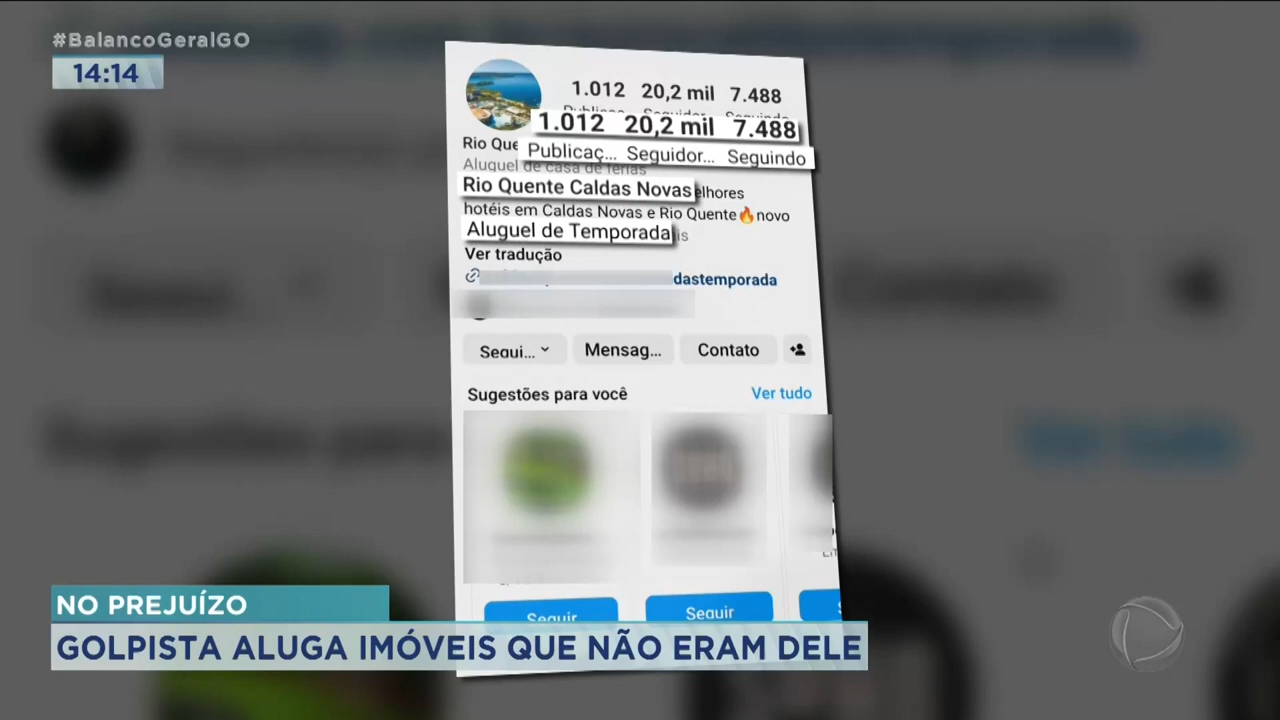 #BalancoGeralGO
14:14
1.012 20,2 mil 7.488
1.012 20,2 mil 7.488
Publicaç... Seguidor... Seguindo
Rio Que
Aluguel de casa de férias
Rio Quente Caldas Novas elhores
hotéis em Caldas Novas e Rio Quente🔥novo
Aluguel de Temporada is
Ver tradução
dastemporada
Segui... Mensag... Contato
Sugestões para você Ver tudo
Seguir Seguir
NO PREJUÍZO
GOLPISTA ALUGA IMÓVEIS QUE NÃO ERAM DELE